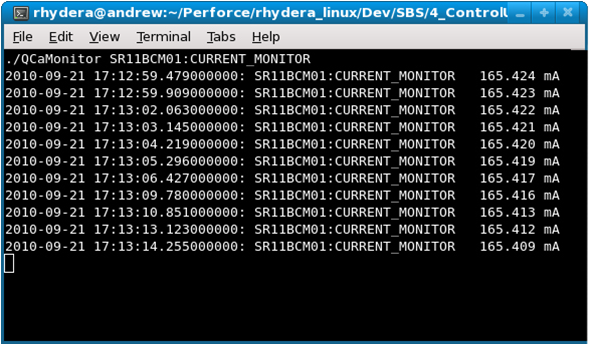 rhydera@andrew:~/Perforce/rhydera_linux/Dev/SBS/4_ControlU
File Edit View Terminal Tabs Help
./QCaMonitor SR11BCM01:CURRENT_MONITOR
2010-09-21 17:12:59.479000000: SR11BCM01:CURRENT_MONITOR 165.424 mA
2010-09-21 17:12:59.909000000: SR11BCM01:CURRENT_MONITOR 165.423 mA
2010-09-21 17:13:02.063000000: SR11BCM01:CURRENT_MONITOR 165.422 mA
2010-09-21 17:13:03.145000000: SR11BCM01:CURRENT_MONITOR 165.421 mA
2010-09-21 17:13:04.219000000: SR11BCM01:CURRENT_MONITOR 165.420 mA
2010-09-21 17:13:05.296000000: SR11BCM01:CURRENT_MONITOR 165.419 mA
2010-09-21 17:13:06.427000000: SR11BCM01:CURRENT_MONITOR 165.417 mA
2010-09-21 17:13:09.780000000: SR11BCM01:CURRENT_MONITOR 165.416 mA
2010-09-21 17:13:10.851000000: SR11BCM01:CURRENT_MONITOR 165.413 mA
2010-09-21 17:13:13.123000000: SR11BCM01:CURRENT_MONITOR 165.412 mA
2010-09-21 17:13:14.255000000: SR11BCM01:CURRENT_MONITOR 165.409 mA